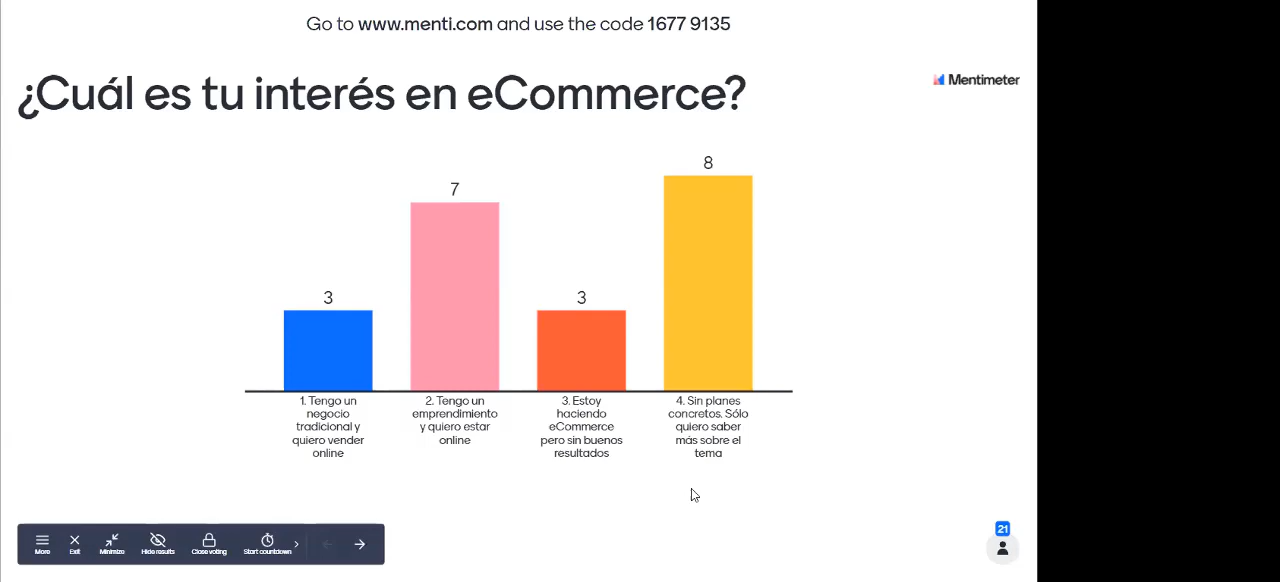 Go to www.menti.com and use the code 1677 9135
¿Cuál es tu interés en eCommerce?
Mentimeter
3
7
3
8
1. Tengo un
negocio
tradicional y
quiero vender
online
2. Tengo un
emprendimiento
y quiero estar
online
3. Estoy
haciendo
eCommerce
pero sin buenos
resultados
4. Sin planes
concretos. Sólo
quiero saber
más sobre el
tema
More
Exit
Minimize
Hide results
Close voting
Start countdown
21